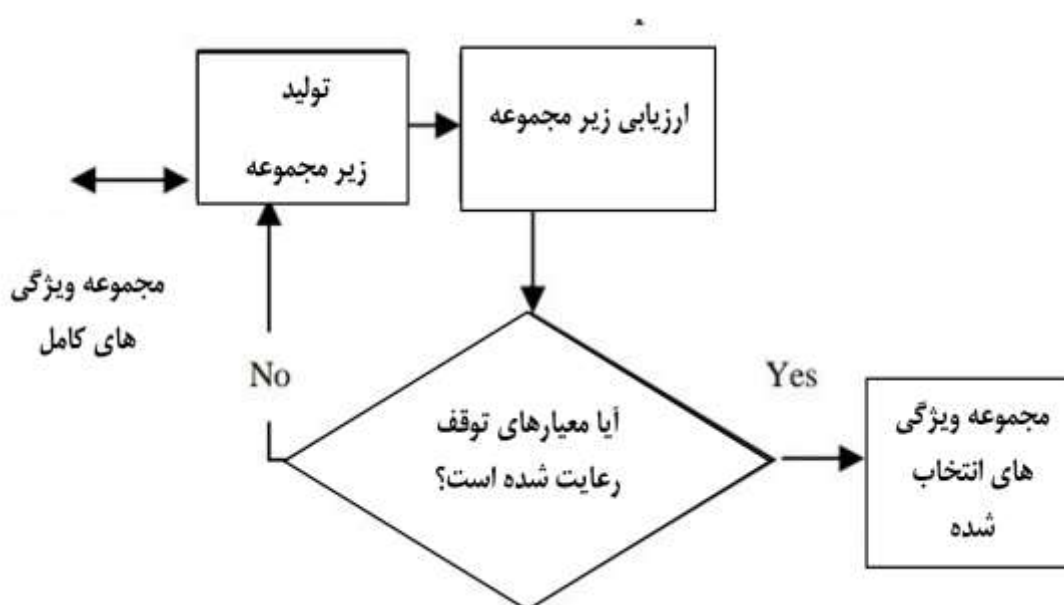 تولید
زیر مجموعه
ارزیابی زیر مجموعه
مجموعه ویژگی
های کامل
No
Yes
آیا معیارهای توقف
رعایت شده است؟
مجموعه ویژگی
های انتخاب
شده